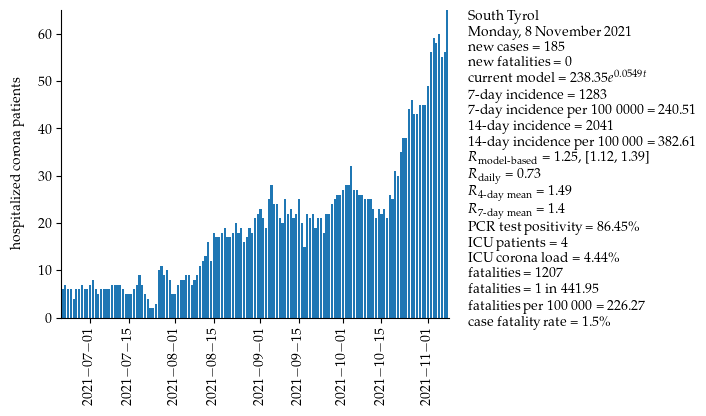 60
50
40
30
20
10
0
hospitalized corona patients
2021−07−01
2021−07−15
2021−08−01
2021−08−15
2021−09−01
2021−09−15
2021−10−01
2021−10−15
2021−11−01
South Tyrol
Monday, 8 November 2021
new cases = 185
new fatalities = 0
current model = 238.35e^0.0549t
7-day incidence = 1283
7-day incidence per 100 0000 = 240.51
14-day incidence = 2041
14-day incidence per 100 000 = 382.61
R model-based = 1.25, [1.12, 1.39]
R daily = 0.73
R 4-day mean = 1.49
R 7-day mean = 1.4
PCR test positivity = 86.45%
ICU patients = 4
ICU corona load = 4.44%
fatalities = 1207
fatalities = 1 in 441.95
fatalities per 100 000 = 226.27
case fatality rate = 1.5%